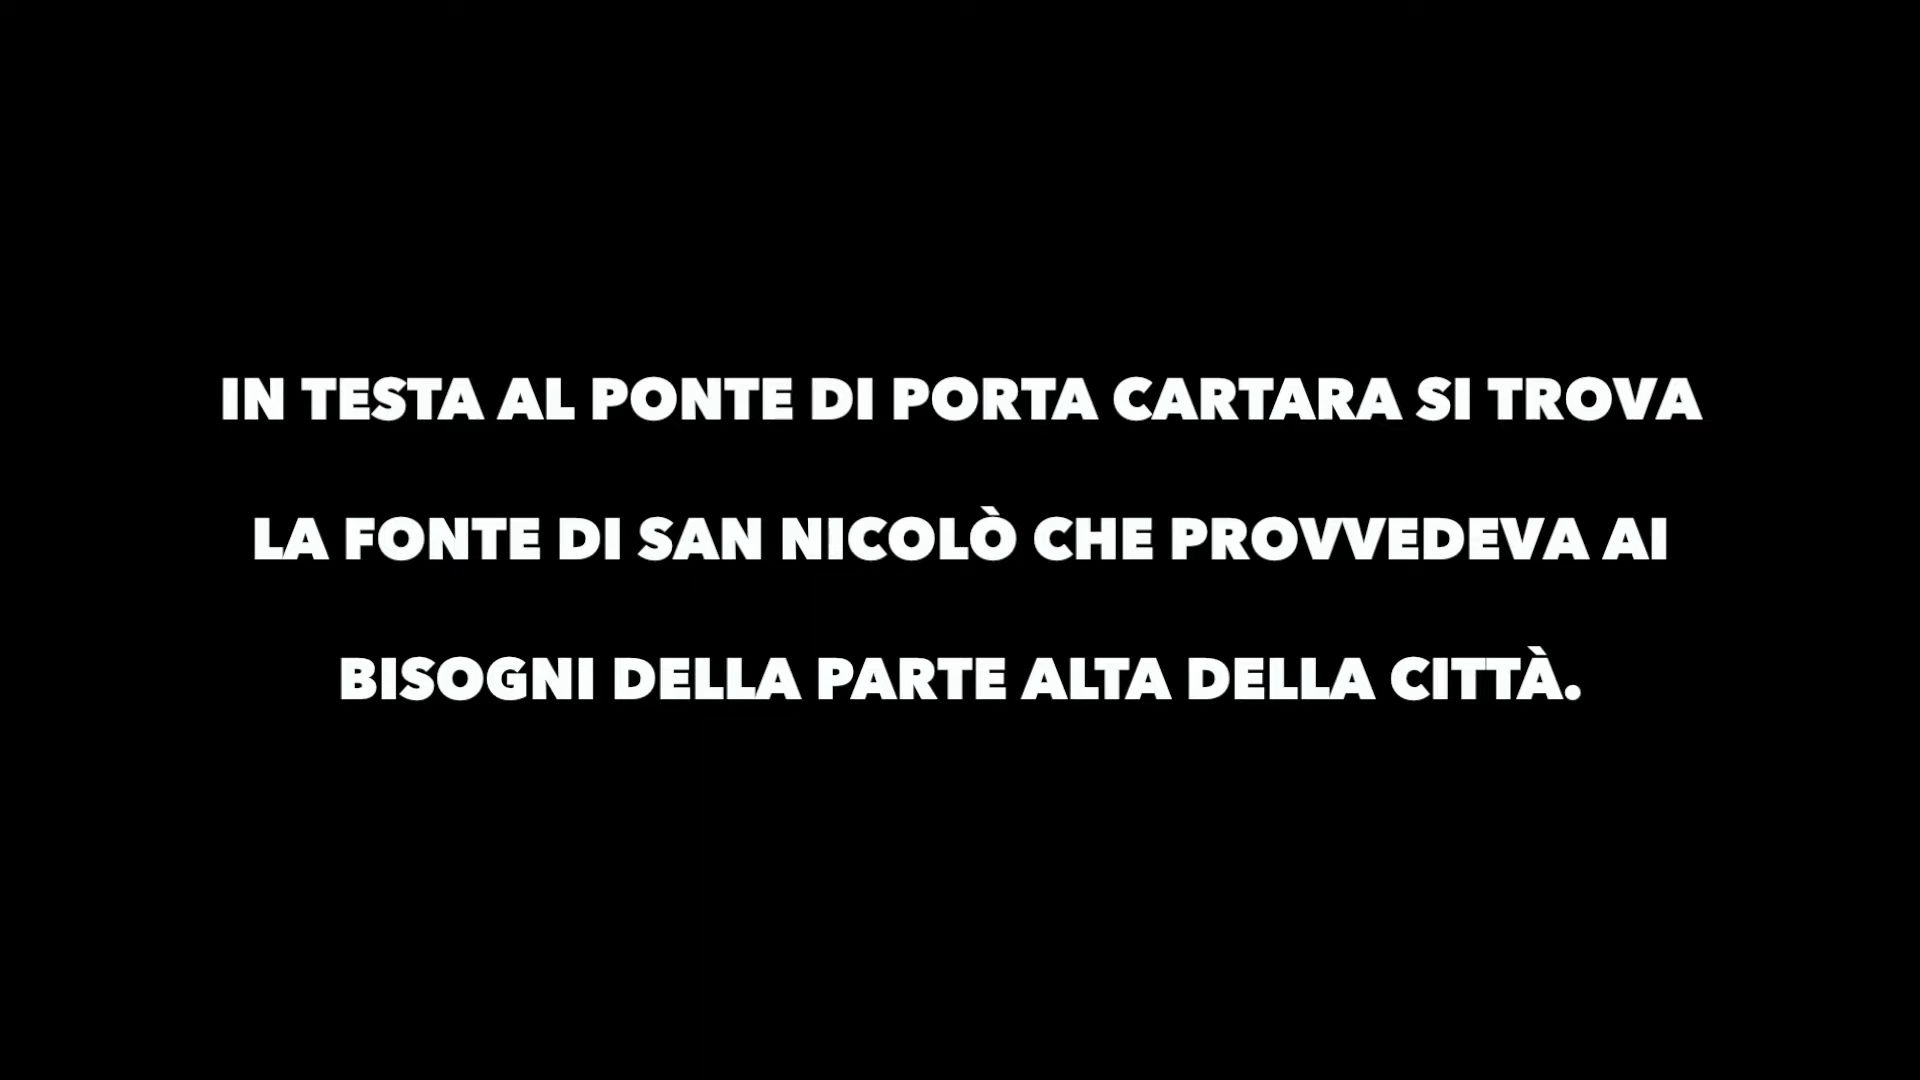 IN TESTA AL PONTE DI PORTA CARTARA SI TROVA
LA FONTE DI SAN NICOLÒ CHE PROVVEDEVA AI
BISOGNI DELLA PARTE ALTA DELLA CITTÀ.